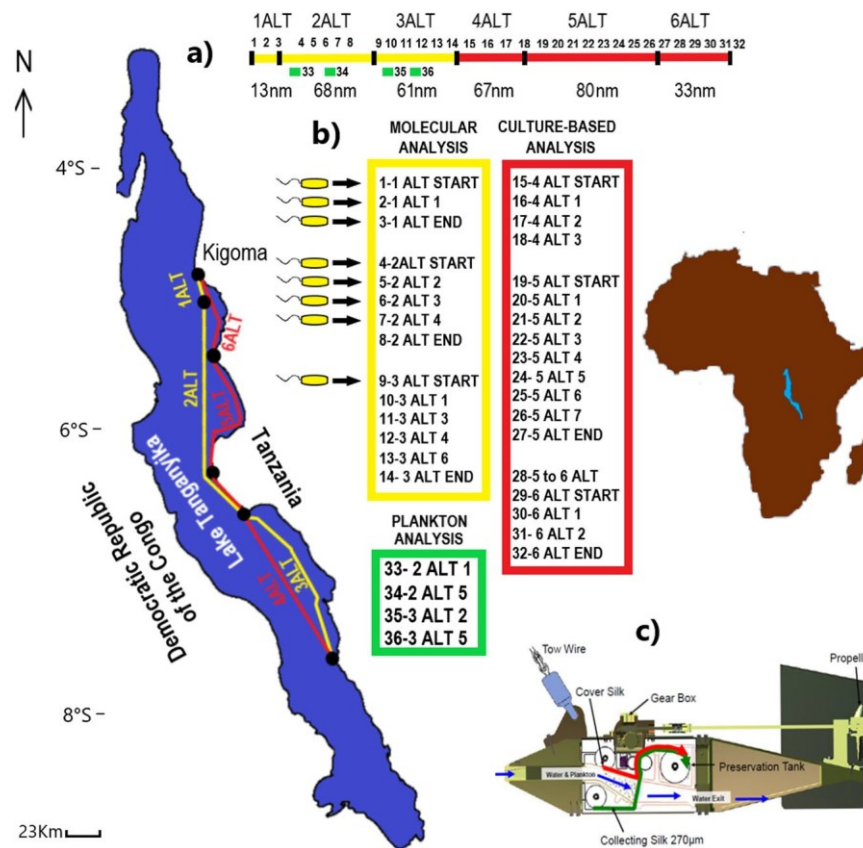 1ALT 2ALT 3ALT 4ALT 5ALT 6ALT
a)
1 2 3 4 5 6 7 8 9 10 11 12 13 14 15 16 17 18 19 20 21 22 23 24 25 26 27 28 29 30 31 32
33 34 35 36
13nm 68nm 61nm 67nm 80nm 33nm
N
4°S
6°S
8°S
23Km
Kigoma
1ALT
2ALT
6ALT
5ALT
3ALT
4ALT
Tanzania
Lake Tanganyika
Democratic Republic
of the Congo
b)
MOLECULAR
ANALYSIS
1-1 ALT START
2-1 ALT 1
3-1 ALT END
4-2ALT START
5-2 ALT 2
6-2 ALT 3
7-2 ALT 4
8-2 ALT END
9-3 ALT START
10-3 ALT 1
11-3 ALT 3
12-3 ALT 4
13-3 ALT 6
14- 3 ALT END
CULTURE-BASED
ANALYSIS
15-4 ALT START
16-4 ALT 1
17-4 ALT 2
18-4 ALT 3
19-5 ALT START
20-5 ALT 1
21-5 ALT 2
22-5 ALT 3
23-5 ALT 4
24- 5 ALT 5
25-5 ALT 6
26-5 ALT 7
27-5 ALT END
28-5 to 6 ALT
29-6 ALT START
30-6 ALT 1
31- 6 ALT 2
32-6 ALT END
PLANKTON
ANALYSIS
33- 2 ALT 1
34-2 ALT 5
35-3 ALT 2
36-3 ALT 5
c)
Tow Wire
Cover Silk
Gear Box
Propell
Preservation Tank
Water & Plankton
Water Exit
Collecting Silk 270µm